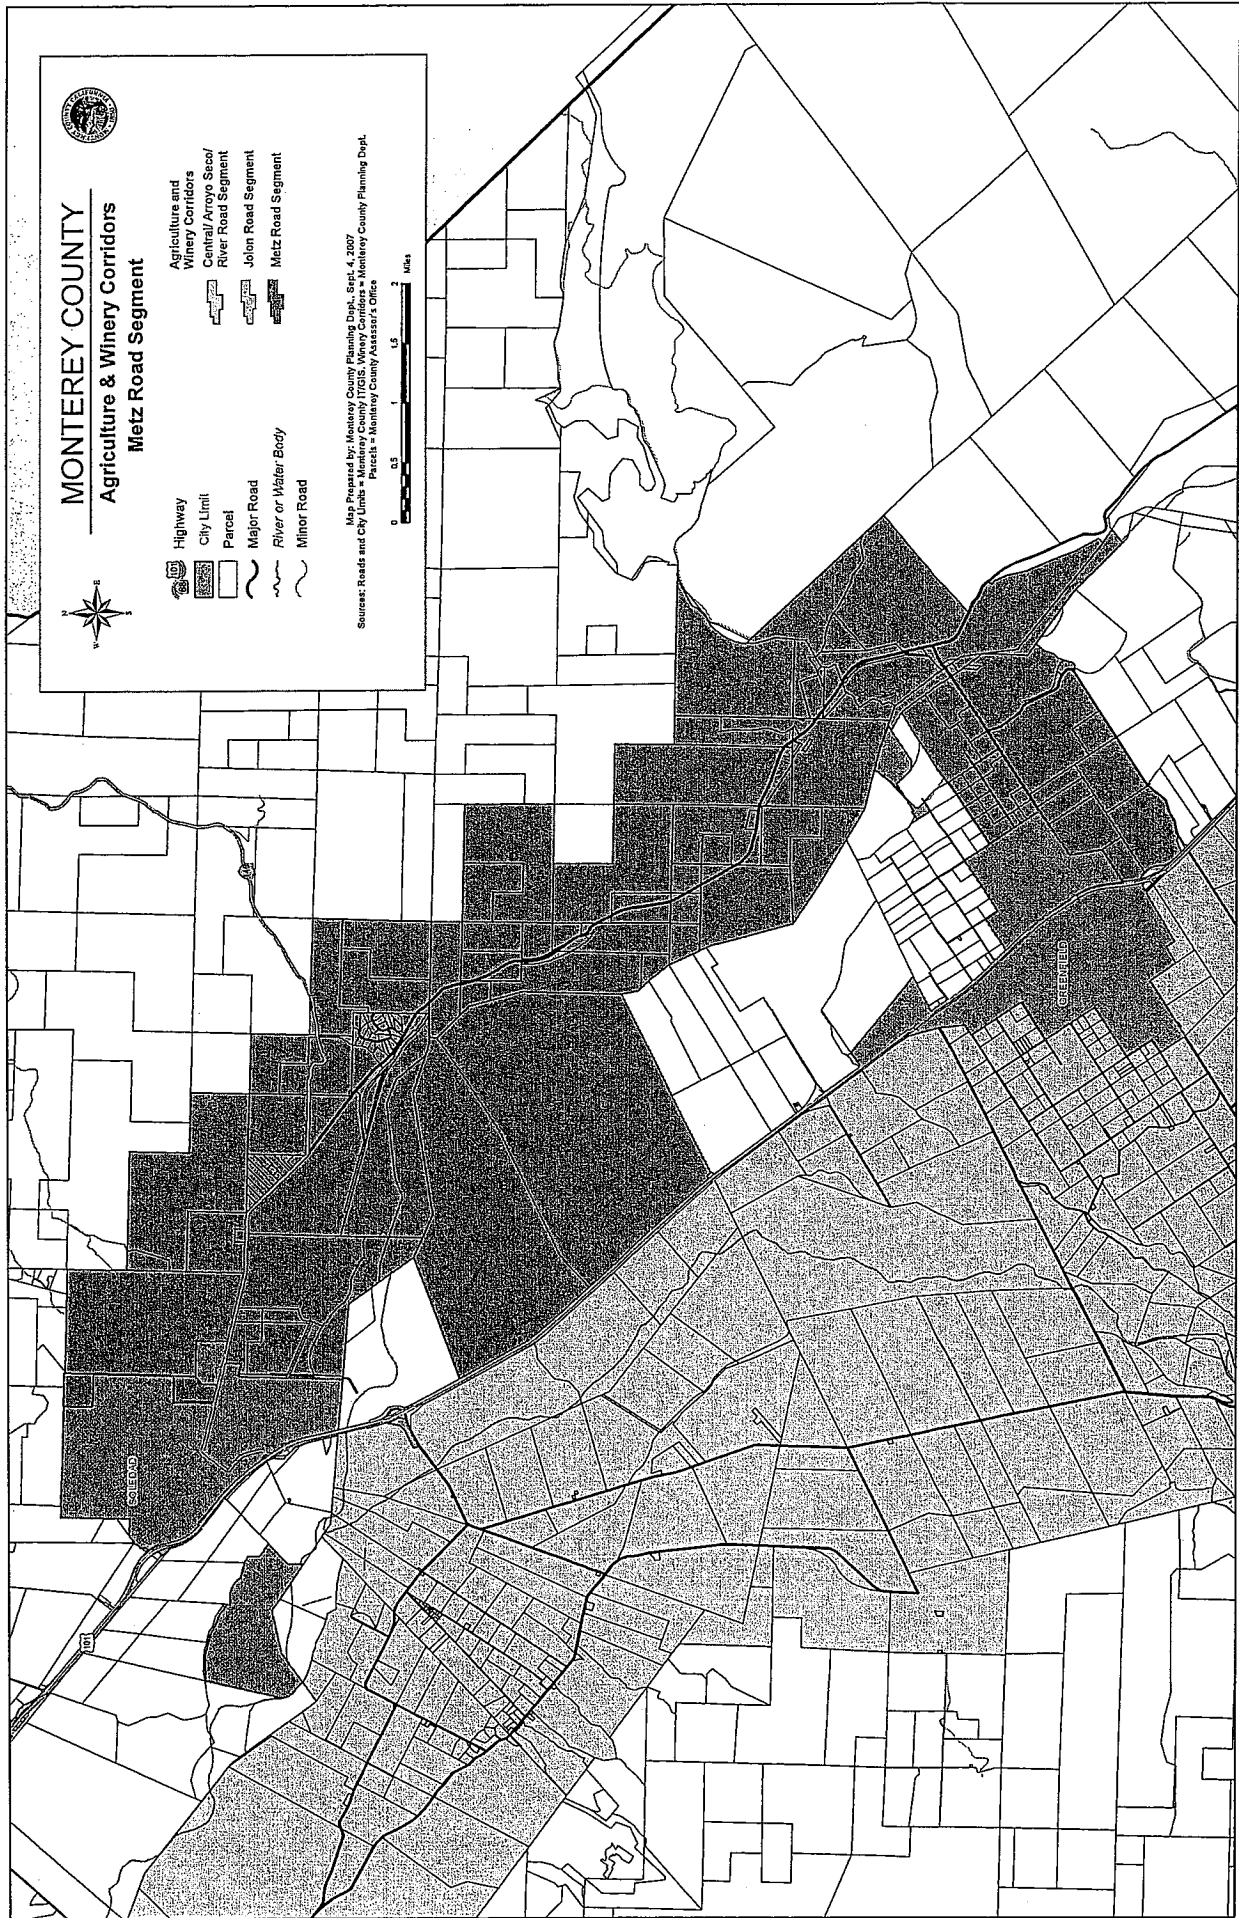 MONTEREY COUNTY
Agriculture & Winery Corridors
Metz Road Segment
N
W
E
S
Highway
City Limit
Parcel
Major Road
River or Water Body
Minor Road
Agriculture and
Winery Corridors
Central/ Arroyo Seco/
River Road Segment
Jolon Road Segment
Metz Road Segment
Map Prepared by: Monterey County Planning Dept., Sept. 4, 2007
Sources: Roads and City Limits = Monterey County IT/GIS, Winery Corridors = Monterey County Planning Dept.
Parcels = Monterey County Assessor's Office
0
0.5
1
1.5
2
Miles
101
101
SOLEDAD
GREENFIELD